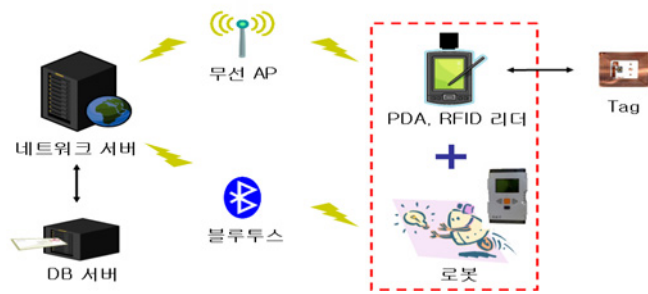 무선 AP
PDA, RFID 리더
Tag
네트워크 서버
블루투스
DB 서버
로봇